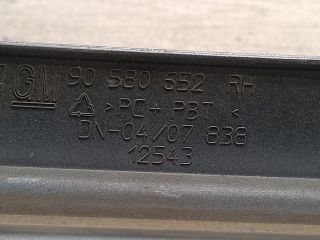 GM 90 580 652 RH
>PC+PBT<
DN-04/07 838
12543